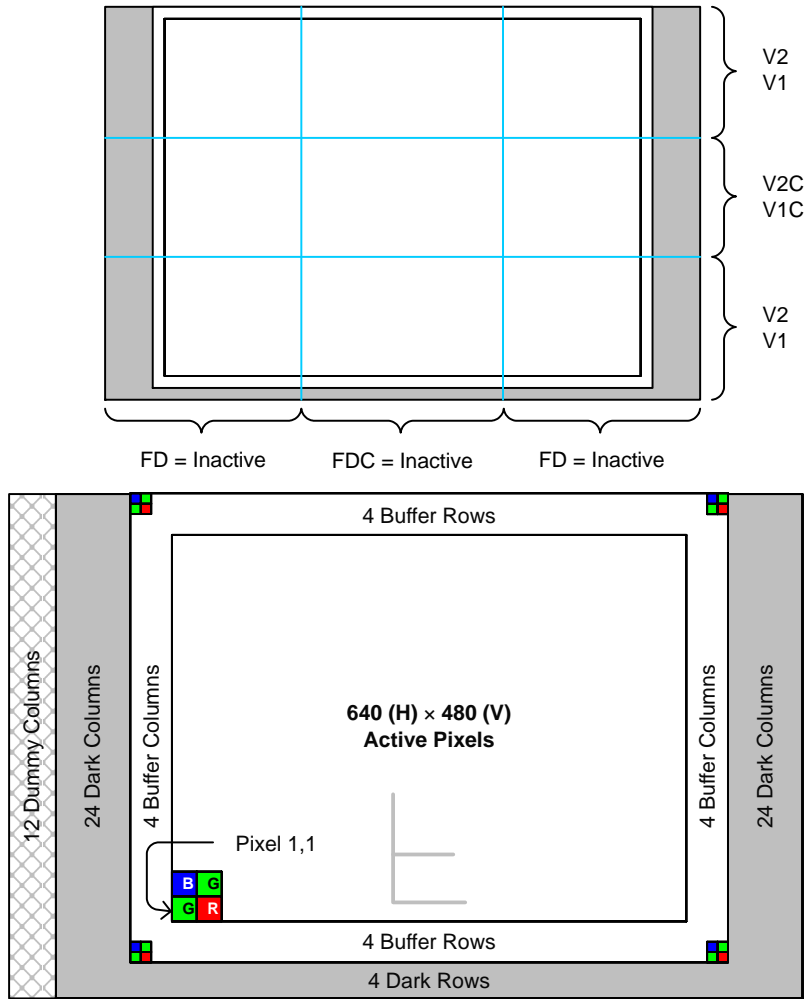 V2
V1
V2C
V1C
V2
V1
FD = Inactive
FDC = Inactive
FD = Inactive
4 Buffer Rows
12 Dummy Columns
24 Dark Columns
4 Buffer Columns
640 (H) × 480 (V)
Active Pixels
4 Buffer Columns
24 Dark Columns
Pixel 1,1
B G
G R
4 Buffer Rows
4 Dark Rows